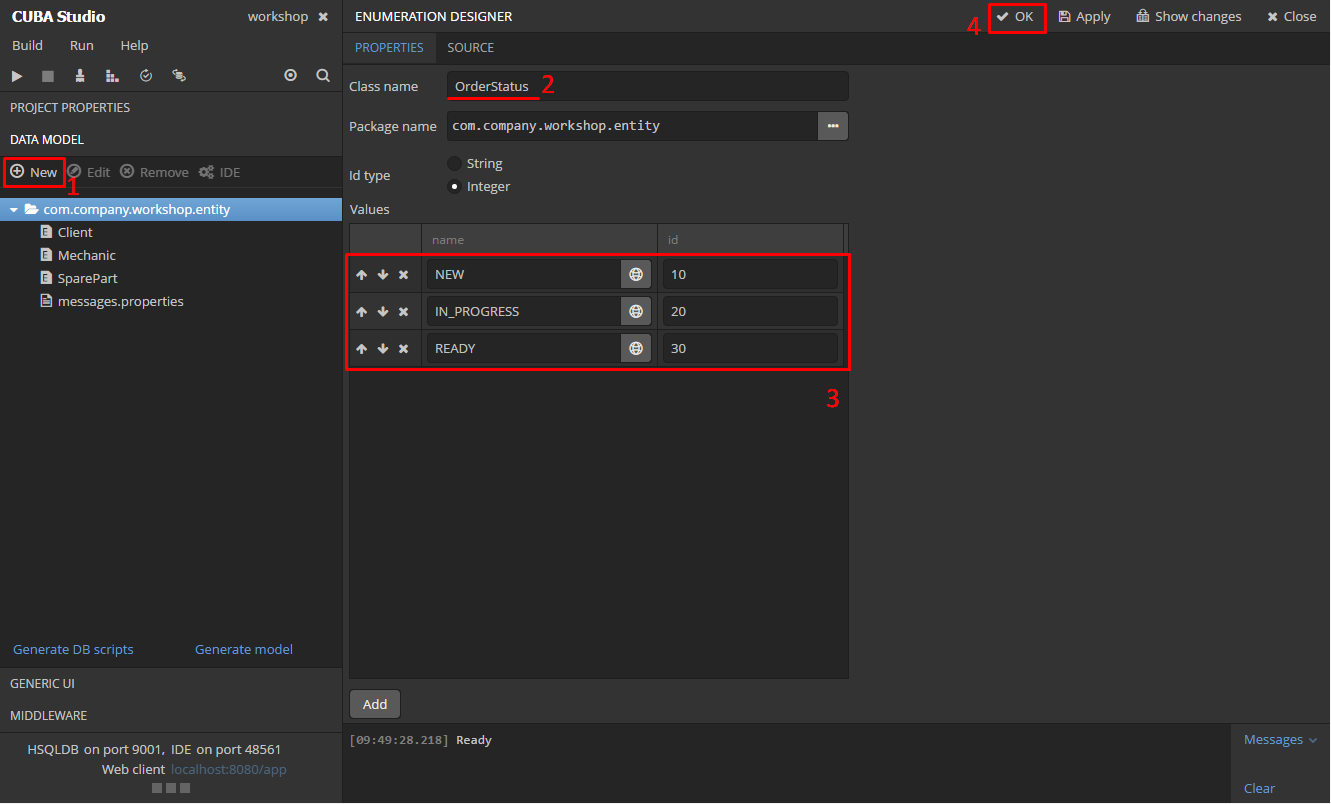 CUBA Studio
workshop
Build Run Help
PROJECT PROPERTIES
DATA MODEL
New Edit Remove IDE
1
com.company.workshop.entity
E Client
E Mechanic
E SparePart
messages.properties
Generate DB scripts Generate model
GENERIC UI
MIDDLEWARE
HSQLDB on port 9001, IDE on port 48561
Web client localhost:8080/app
ENUMERATION DESIGNER
4 OK Apply Show changes Close
PROPERTIES SOURCE
Class name OrderStatus 2
Package name com.company.workshop.entity
Id type
String
Integer
Values
name id
NEW 10
IN_PROGRESS 20
READY 30
3
Add
[09:49:28.218] Ready
Messages
Clear